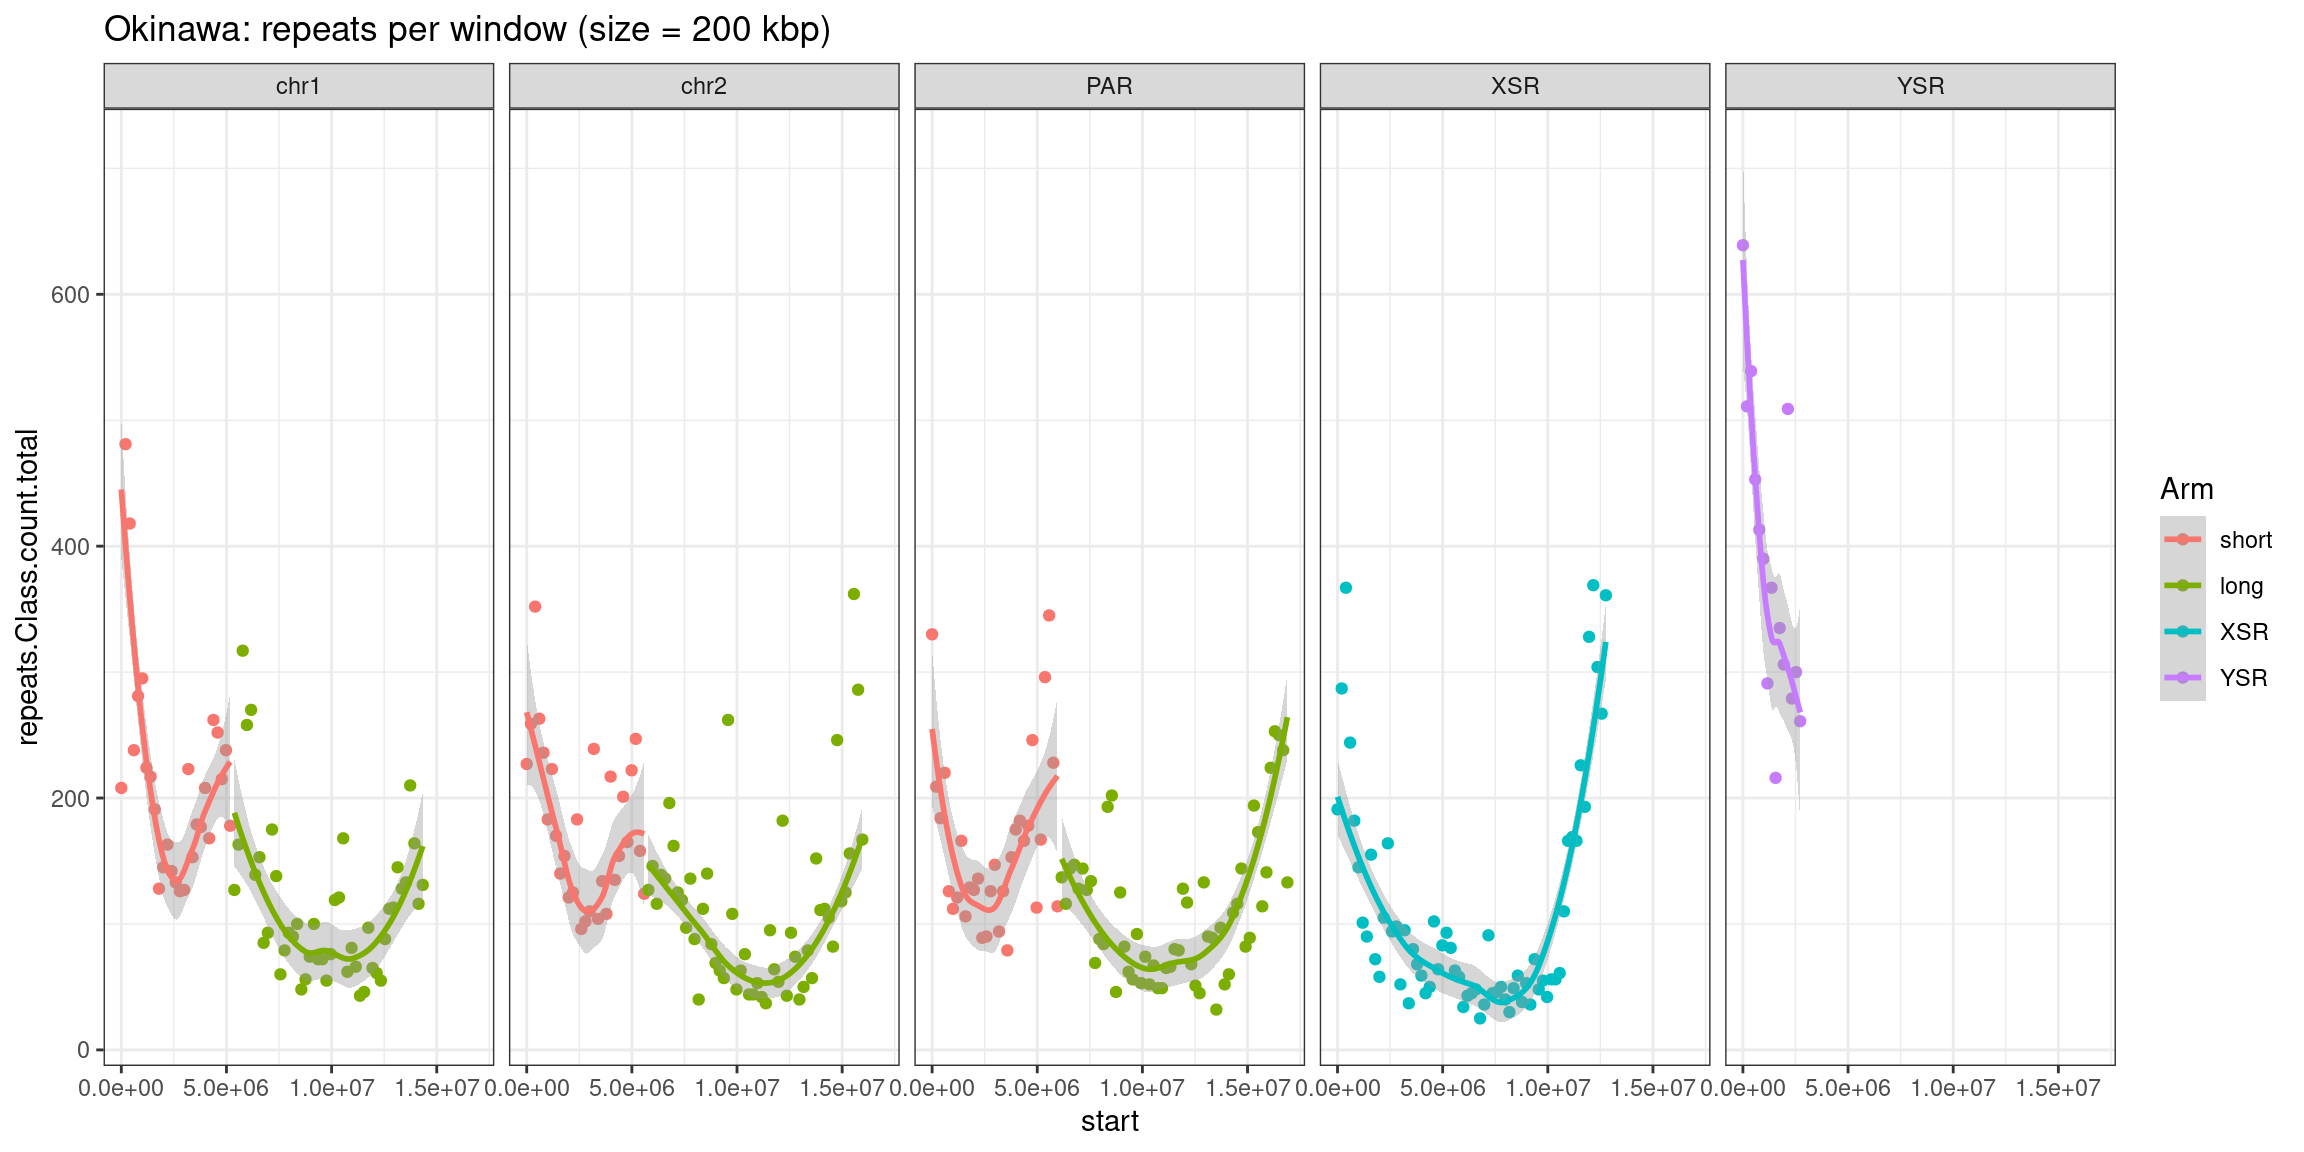 Okinawa: repeats per window (size = 200 kbp)
chr1 chr2 PAR XSR YSR
repeats.Class.count.total
600
400
200
0
0.0e+00 5.0e+06 1.0e+07 1.5e+07 0.0e+00 5.0e+06 1.0e+07 1.5e+07 0.0e+00 5.0e+06 1.0e+07 1.5e+07 0.0e+00 5.0e+06 1.0e+07 1.5e+07 0.0e+00 5.0e+06 1.0e+07 1.5e+07
start
Arm
short
long
XSR
YSR